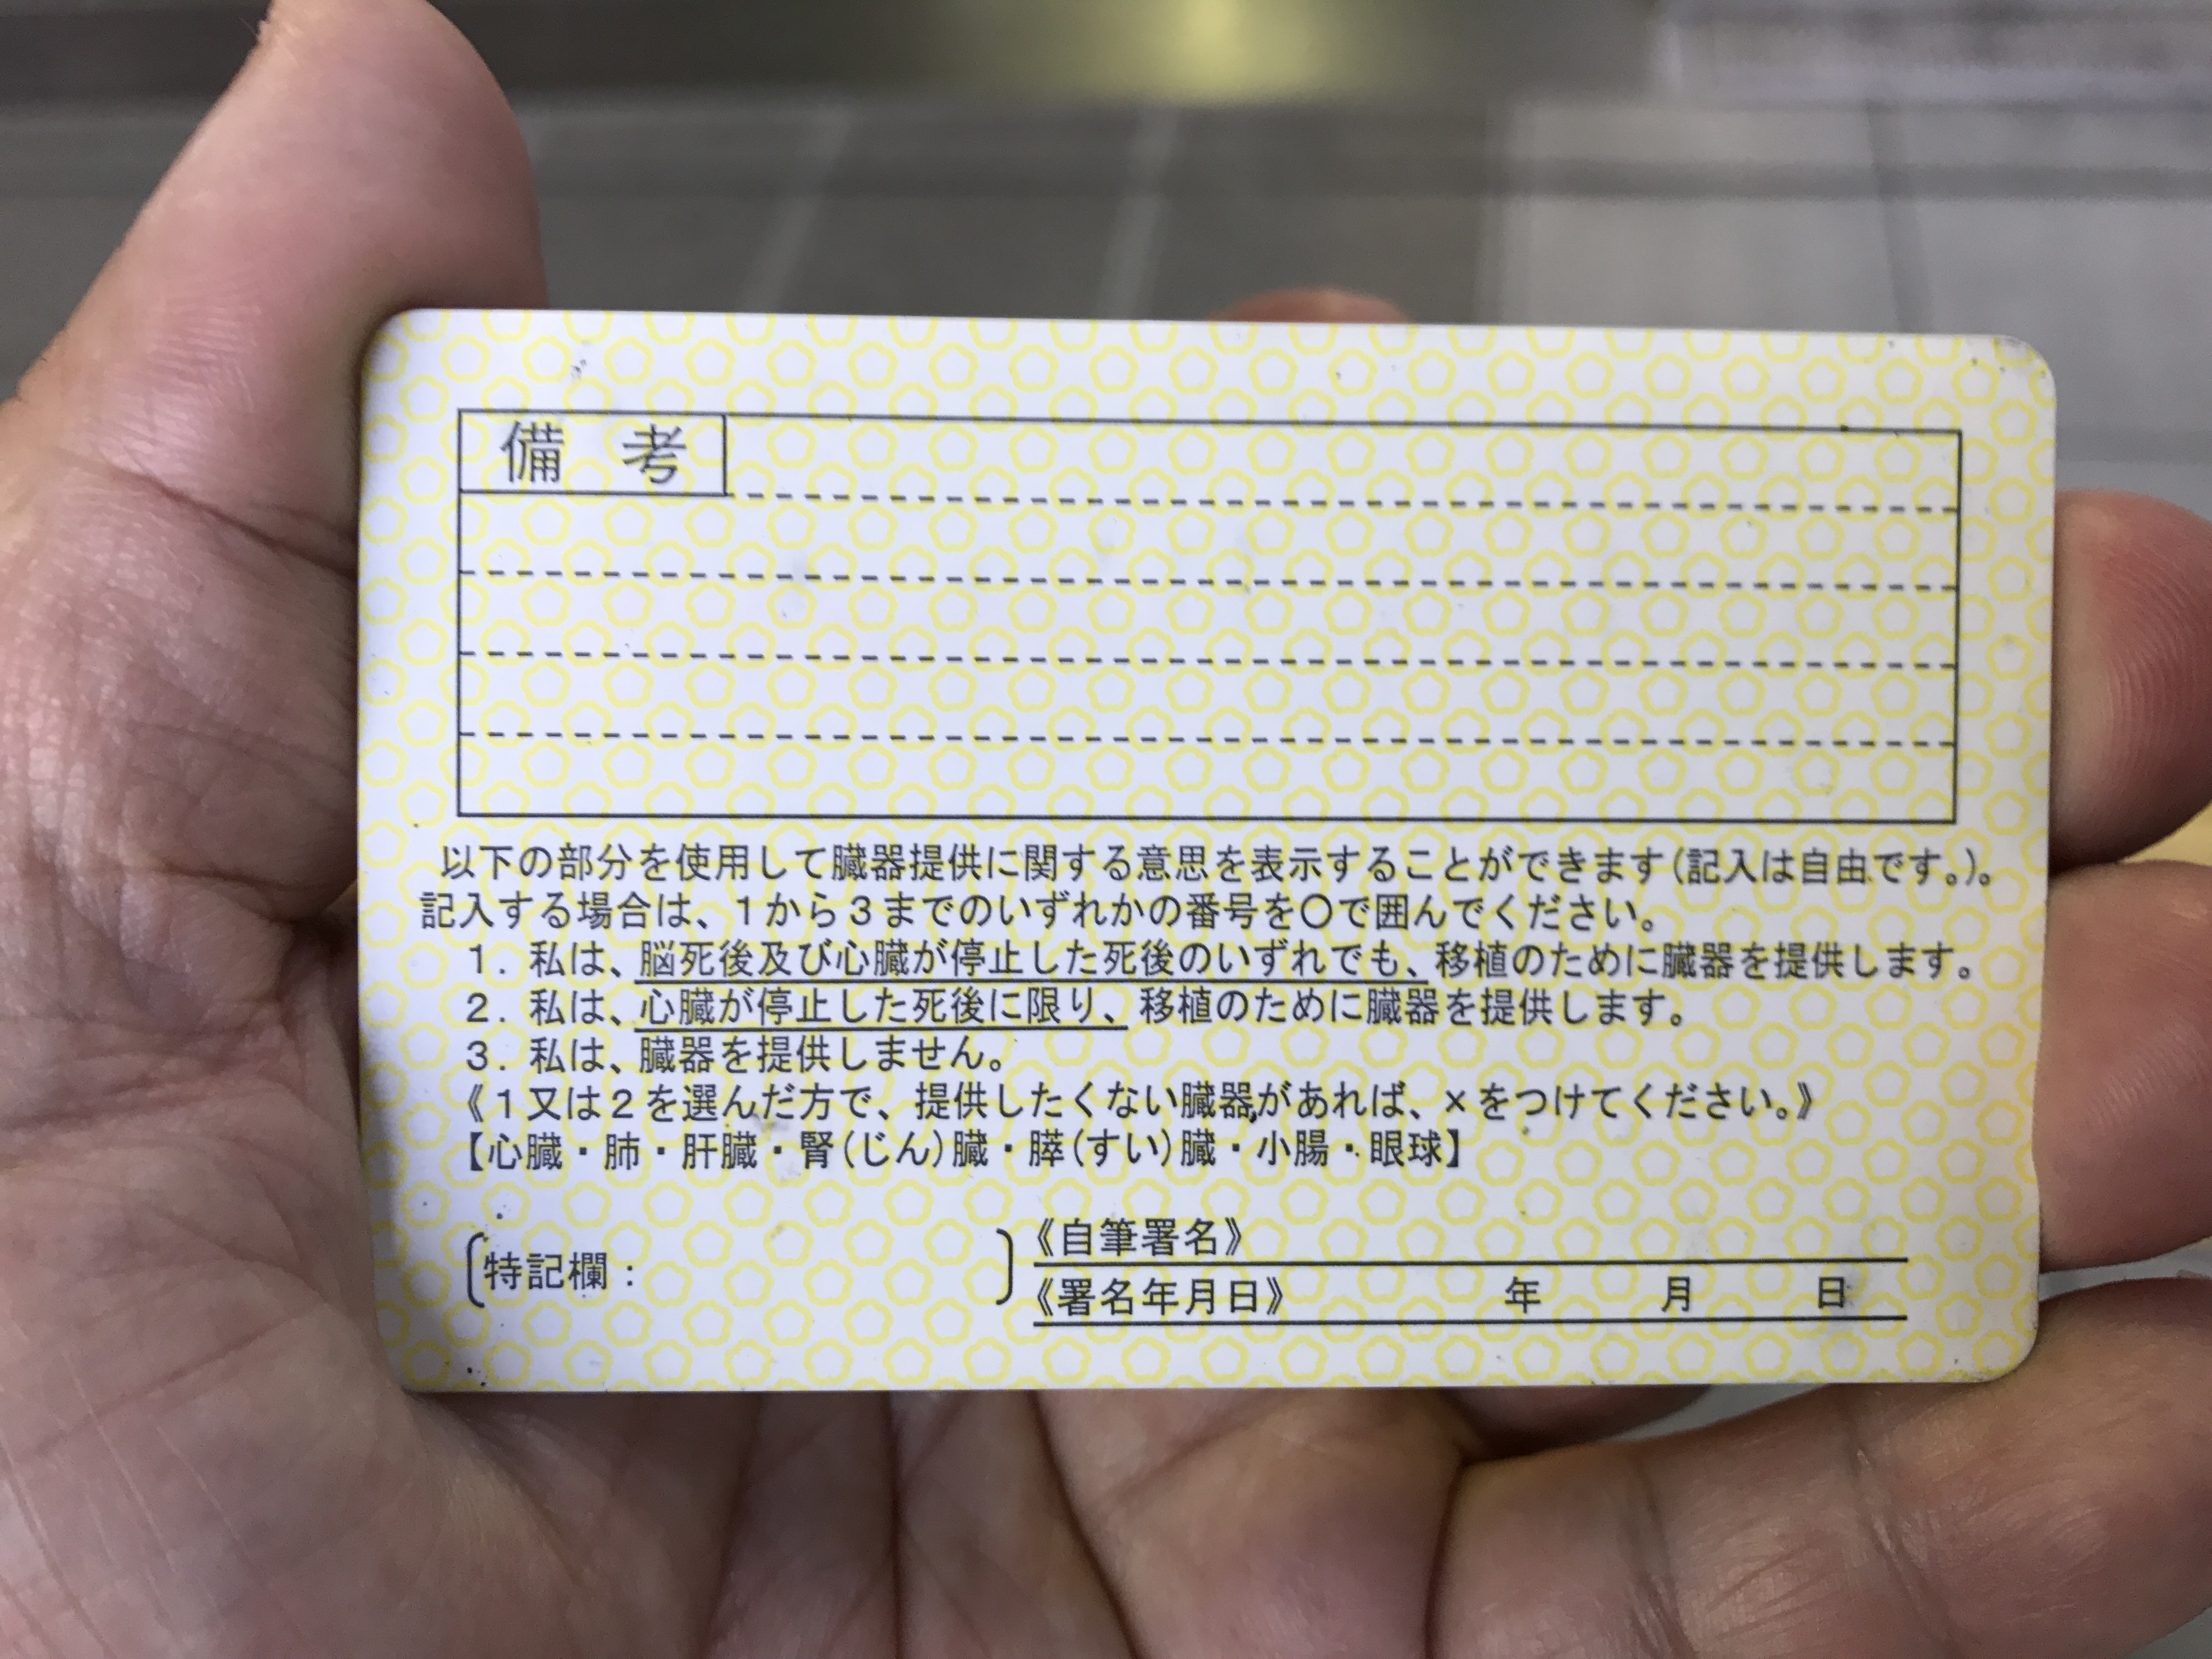 備 考
以下の部分を使用して臓器提供に関する意思を表示することができます(記入は自由です。)。
記入する場合は、1から3までのいずれかの番号を〇で囲んでください。
1. 私は、脳死後及び心臓が停止した死後のいずれでも、移植のために臓器を提供します。
2. 私は、心臓が停止した死後に限り、移植のために臓器を提供します。
3. 私は、臓器を提供しません。
《1又は2を選んだ方で、提供したくない臓器があれば、×をつけてください。》
【心臓・肺・肝臓・腎(じん)臓・膵(すい)臓・小腸・眼球】
特記欄:
《自筆署名》
《署名年月日》 年 月 日